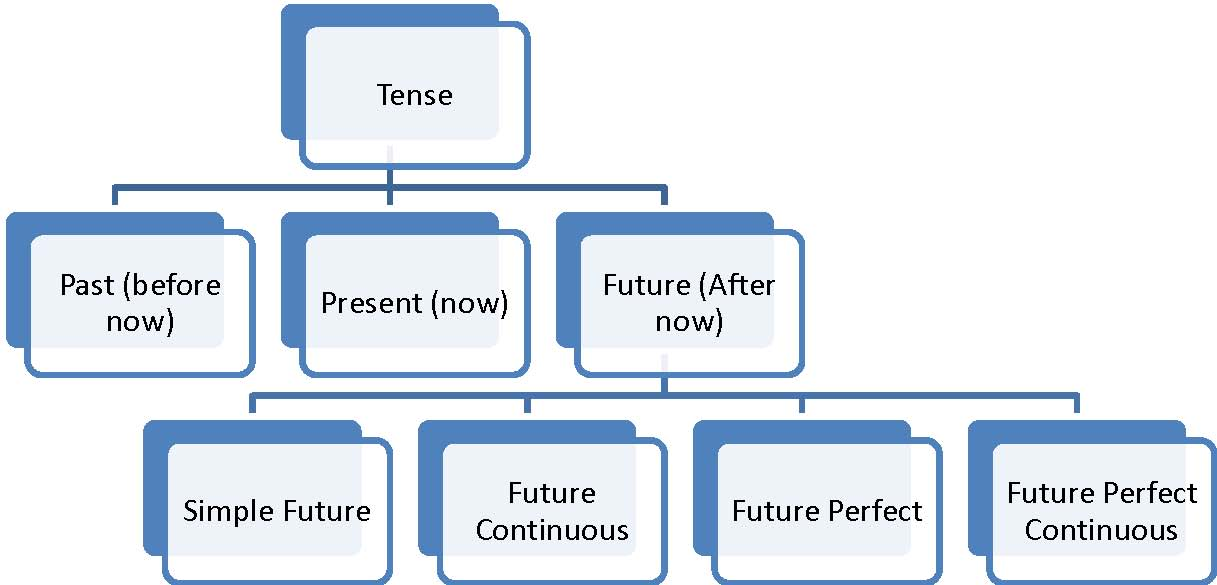 Tense
Past (before
now)
Present (now)
Future (After
now)
Simple Future
Future
Continuous
Future Perfect
Future Perfect
Continuous